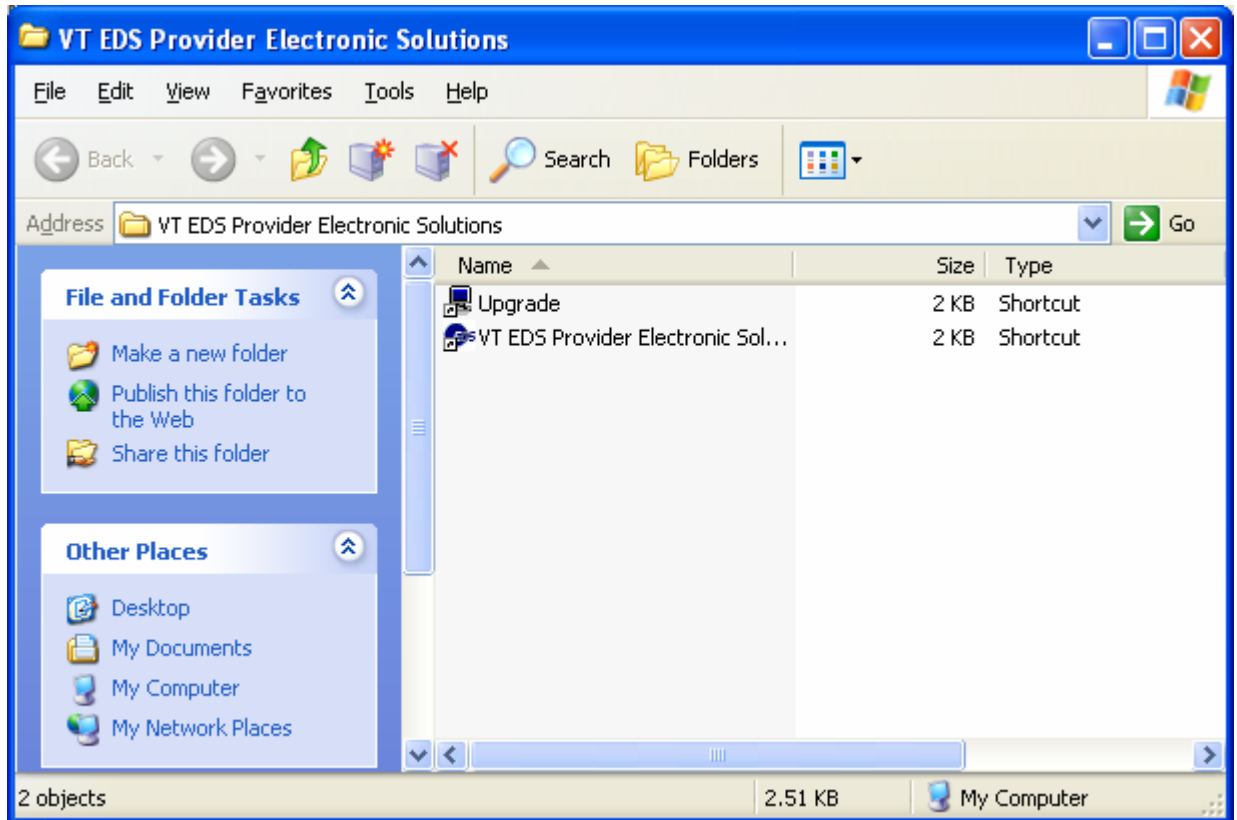 VT EDS Provider Electronic Solutions
File Edit View Favorites Tools Help
Back Search Folders
Address VT EDS Provider Electronic Solutions Go
File and Folder Tasks
Make a new folder
Publish this folder to
the Web
Share this folder
Other Places
Desktop
My Documents
My Computer
My Network Places
Name Size Type
Upgrade 2 KB Shortcut
VT EDS Provider Electronic Sol... 2 KB Shortcut
2 objects 2.51 KB My Computer